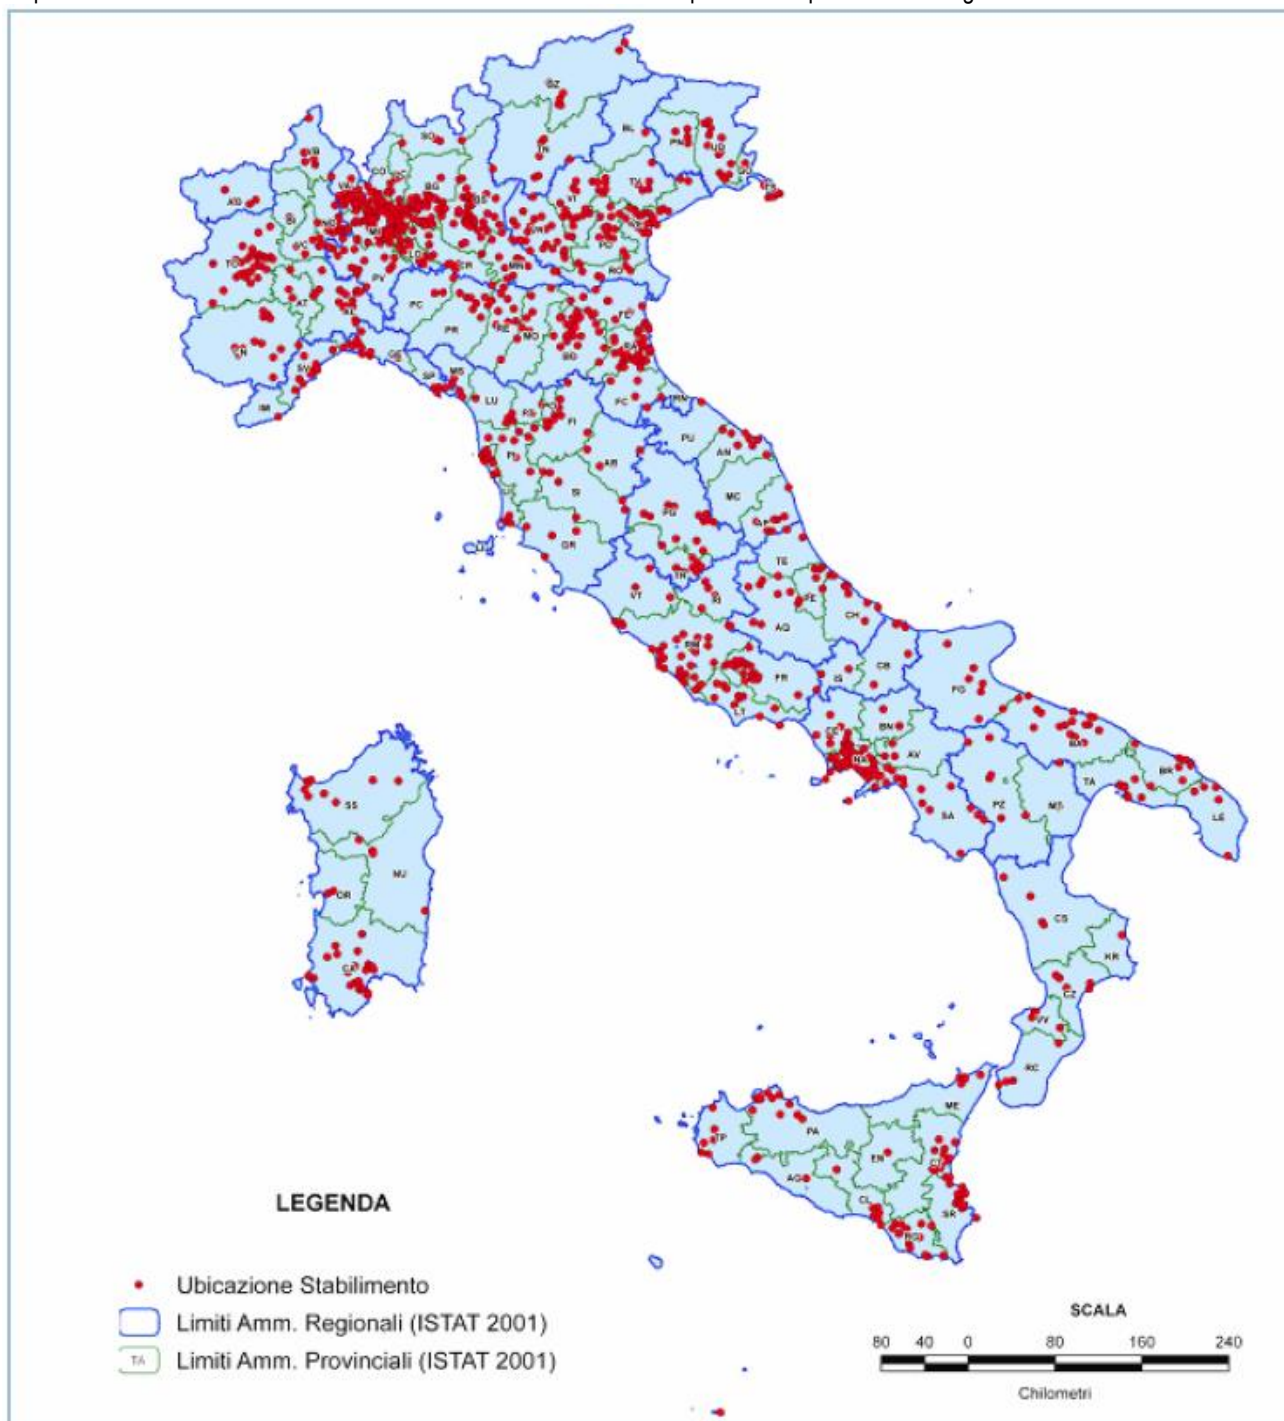 BZ
BL
PN
UD
GO
TS
TN
SO
VB
CO
LC
VA
BG
AO
BS
VI
TV
VE
VR
PD
MI
NO
VC
BI
TO
LO
CR
MN
RO
PV
AT
AL
PC
PR
RE
MO
FE
BO
RA
CN
SV
GE
SP
MS
IM
LU
PO
FI
FC
RN
PU
PI
AR
AN
SI
MC
PG
AP
GR
LI
TE
TR
VT
RI
PE
CH
AQ
RM
FR
IS
CB
FG
LT
CE
BN
NA
AV
BA
SA
PZ
MT
TA
BR
LE
SS
NU
OR
CA
CS
KR
CZ
VV
RC
ME
TP
PA
EN
CT
AG
CL
SR
RG
LEGENDA
Ubicazione Stabilimento
Limiti Amm. Regionali (ISTAT 2001)
TA
Limiti Amm. Provinciali (ISTAT 2001)
SCALA
80 40 0 80 160 240
Chilometri